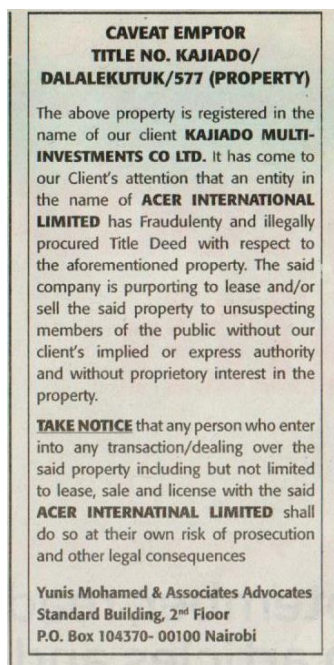 CAVEAT EMPTOR
TITLE NO. KAJIADO/
DALALEKUTUK/577 (PROPERTY)
The above property is registered in the
name of our client KAJIADO MULTI-
INVESTMENTS CO LTD. It has come to
our Client's attention that an entity in
the name of ACER INTERNATIONAL
LIMITED has Fraudulenty and illegally
procured Title Deed with respect to
the aforementioned property. The said
company is purporting to lease and/or
sell the said property to unsuspecting
members of the public without our
client's implied or express authority
and without proprietory interest in the
property.
TAKE NOTICE that any person who enter
into any transaction/dealing over the
said property including but not limited
to lease, sale and license with the said
ACER INTERNATINAL LIMITED shall
do so at their own risk of prosecution
and other legal consequences
Yunis Mohamed & Associates Advocates
Standard Building, 2nd Floor
P.O. Box 104370- 00100 Nairobi